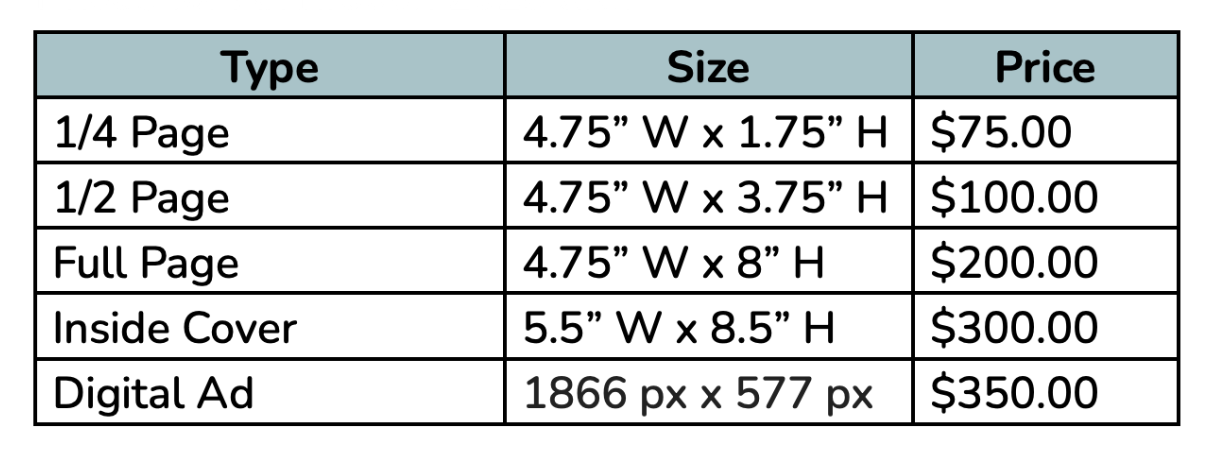 Type Size Price
1/4 Page 4.75” W x 1.75” H $75.00
1/2 Page 4.75” W x 3.75” H $100.00
Full Page 4.75” W x 8” H $200.00
Inside Cover 5.5” W x 8.5” H $300.00
Digital Ad 1866 px x 577 px $350.00